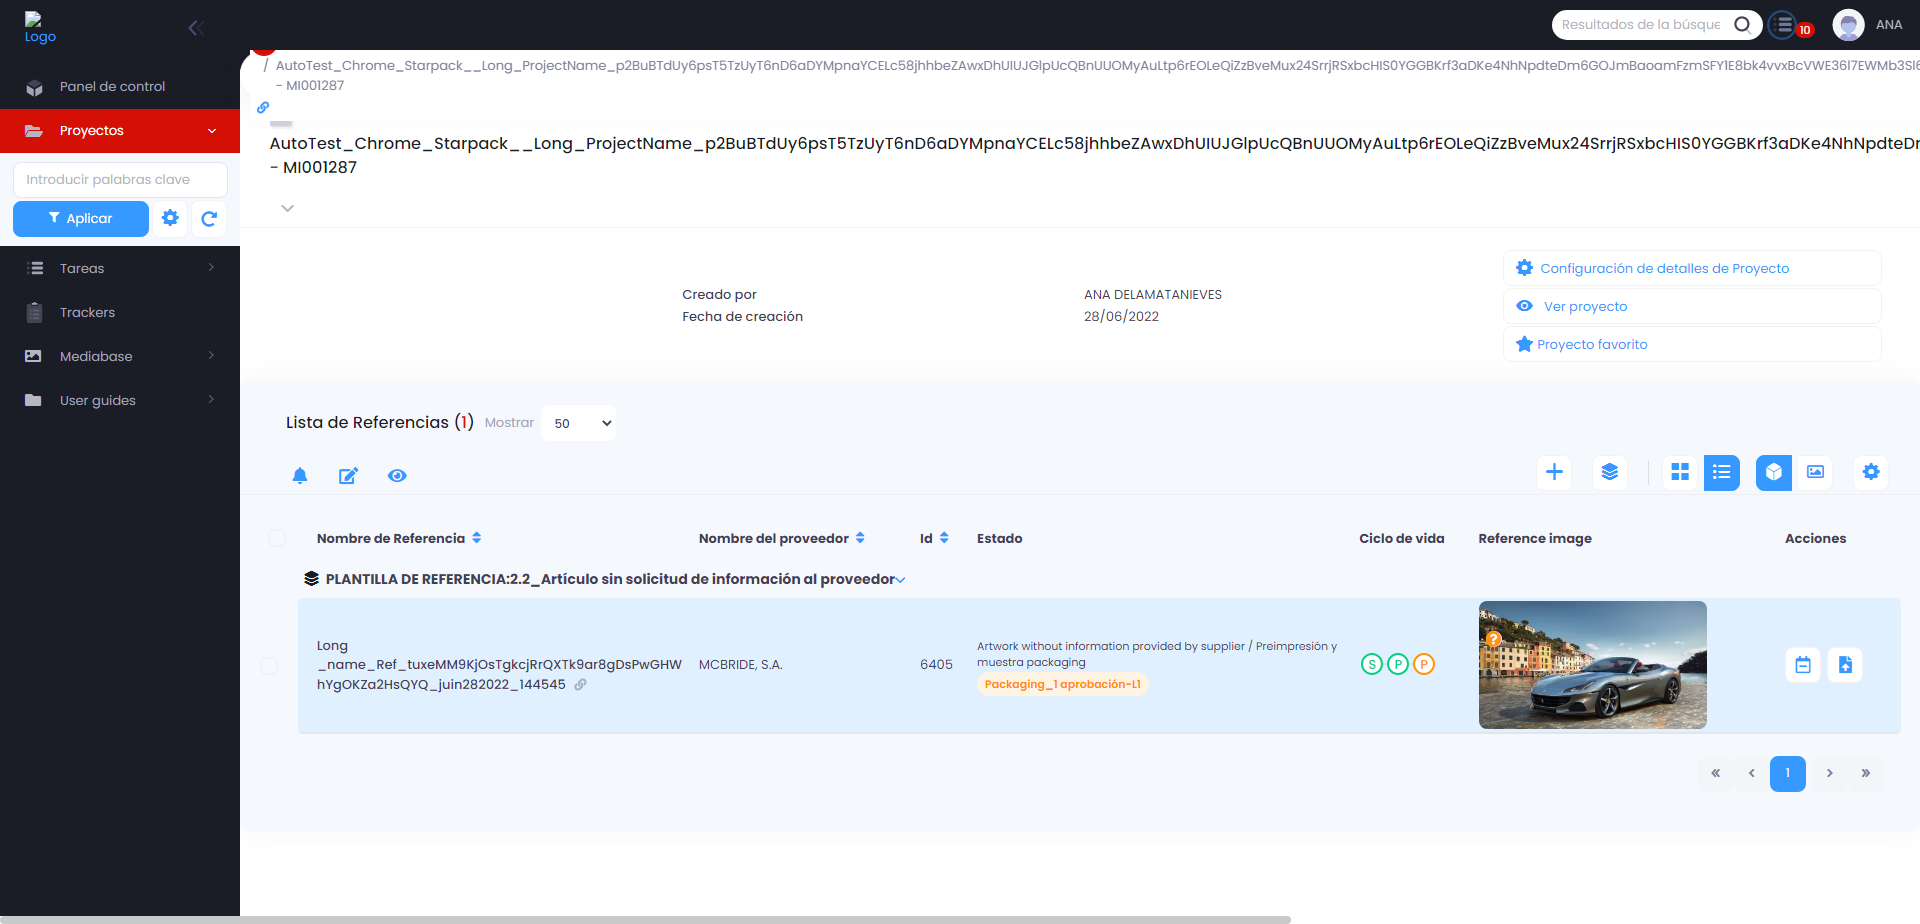 Logo
Resultados de la búsque
10
ANA
Panel de control
Proyectos
Introducir palabras clave
Aplicar
Tareas
Trackers
Mediabase
User guides
/ AutoTest_Chrome_Starpack__Long_ProjectName_p2BuBTdUy6psT5TzUyT6nD6aDYMpnaYCELc58jhhbeZAwxDhUIUJGlpUcQBnUUOMyAuLtp6rEOLeQiZzBveMux24SrrjRSxbcHIS0YGGBKrf3aDKe4NhNpdteDm6GOJmBaoamFzmSFY1E8bk4vvxBcVWE36I7EWMb3Sl6
- MI001287
AutoTest_Chrome_Starpack__Long_ProjectName_p2BuBTdUy6psT5TzUyT6nD6aDYMpnaYCELc58jhhbeZAwxDhUIUJGlpUcQBnUUOMyAuLtp6rEOLeQiZzBveMux24SrrjRSxbcHIS0YGGBKrf3aDKe4NhNpdteDr
- MI001287
Creado por ANA DELAMATANIEVES
Fecha de creación 28/06/2022
Configuración de detalles de Proyecto
Ver proyecto
Proyecto favorito
Lista de Referencias (1) Mostrar 50
Nombre de Referencia Nombre del proveedor Id Estado Ciclo de vida Reference image Acciones
PLANTILLA DE REFERENCIA:2.2_Artículo sin solicitud de información al proveedor
Long
_name_Ref_tuxeMM9KjOsTgkcjRrQXTk9ar8gDsPwGHW
hYgOKZa2HsQYQ_juin282022_144545
MCBRIDE, S.A.
6405
Artwork without information provided by supplier / Preimpresión y
muestra packaging
Packaging_1 aprobación-L1
S P P
?
« ‹ 1 › »